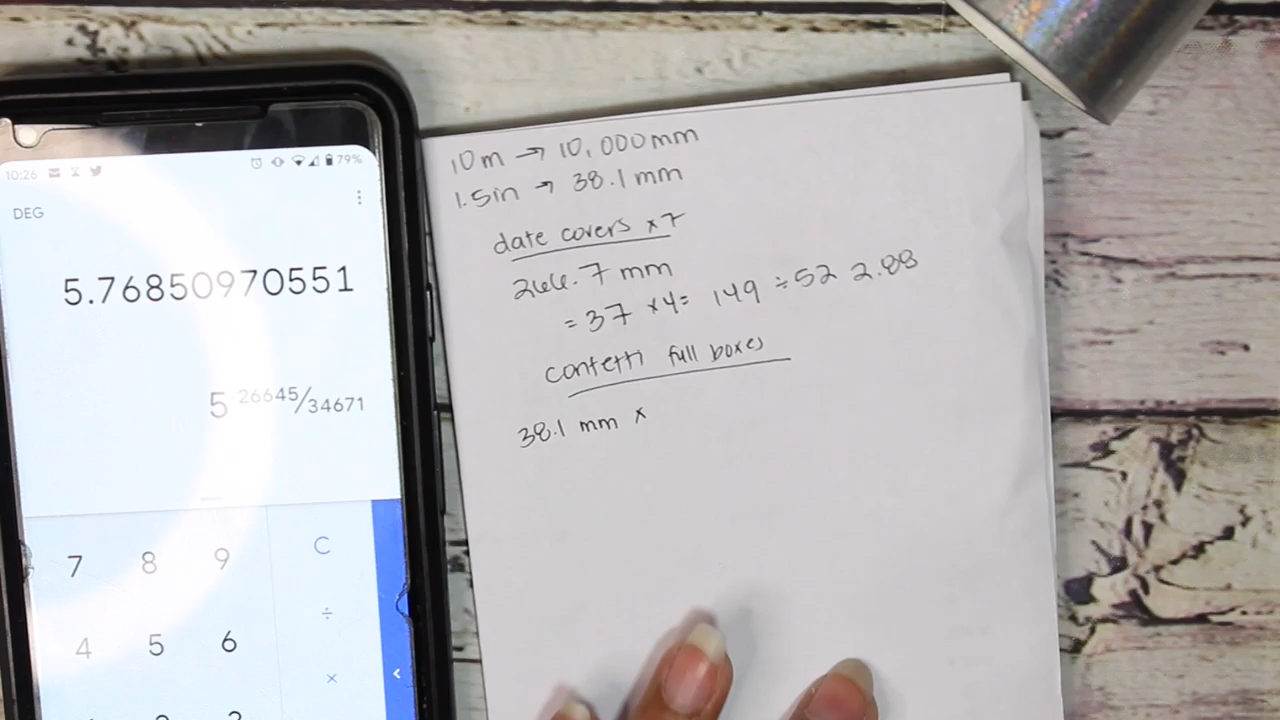 10:26 79%
DEG
5.76850970551
5 26645/34671
7 8 9 C
÷
4 5 6
×
<
10m → 10,000mm
1.5in → 38.1mm
date covers x7
266.7 mm
= 37 x4= 149 ÷52 2.88
confetti full boxes
38.1 mm x